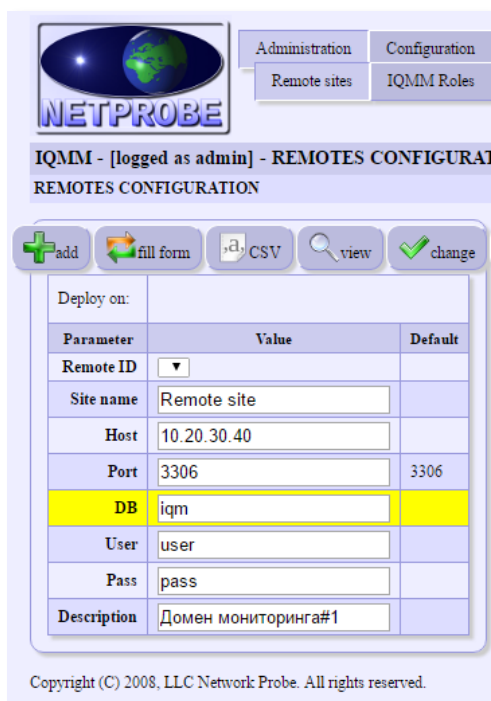 Administration Configuration
Remote sites IQMM Roles
NETPROBE
IQMM - [logged as admin] - REMOTES CONFIGURAT
REMOTES CONFIGURATION
add fill form ,a, CSV view change
Deploy on:
Parameter Value Default
Remote ID
Site name Remote site
Host 10.20.30.40
Port 3306 3306
DB iqm
User user
Pass pass
Description Домен мониторинга#1
Copyright (C) 2008, LLC Network Probe. All rights reserved.